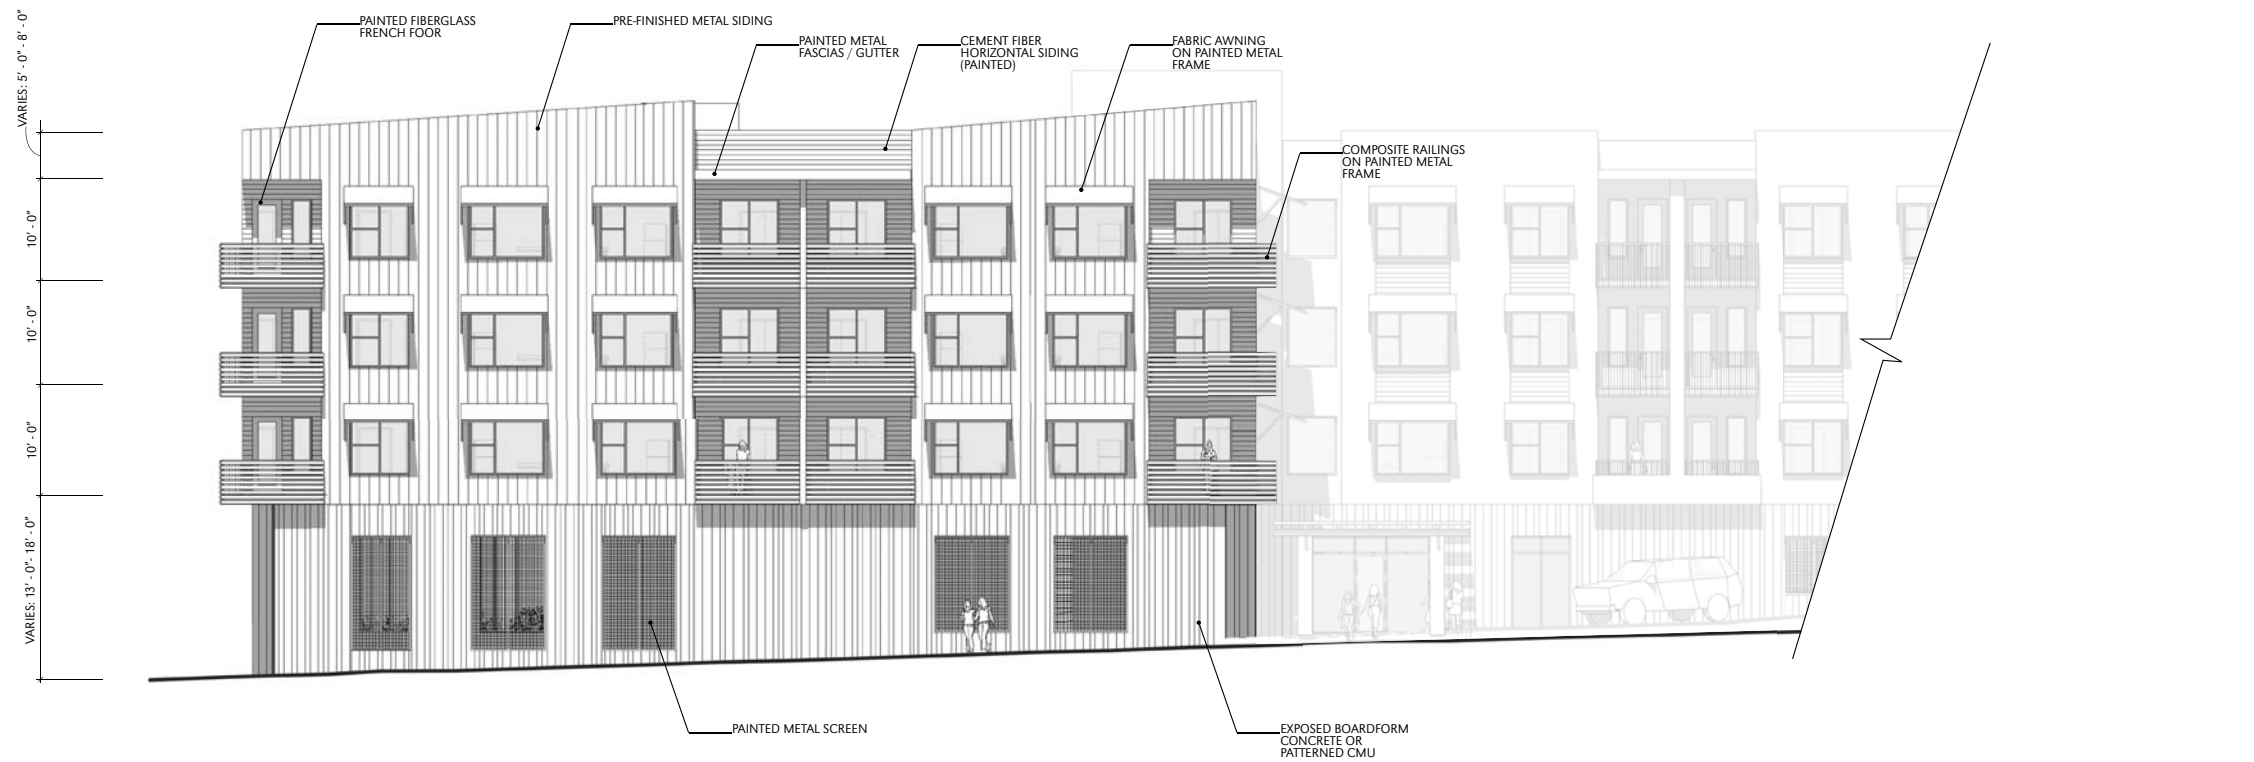 PAINTED FIBERGLASS
FRENCH FOOR
PRE-FINISHED METAL SIDING
PAINTED METAL
FASCIAS / GUTTER
CEMENT FIBER
HORIZONTAL SIDING
(PAINTED)
FABRIC AWNING
ON PAINTED METAL
FRAME
COMPOSITE RAILINGS
ON PAINTED METAL
FRAME
VARIES: 5' - 0" - 8' - 0"
10' - 0"
10' - 0"
10' - 0"
VARIES: 13' - 0"- 18' - 0"
PAINTED METAL SCREEN
EXPOSED BOARDFORM
CONCRETE OR
PATTERNED CMU